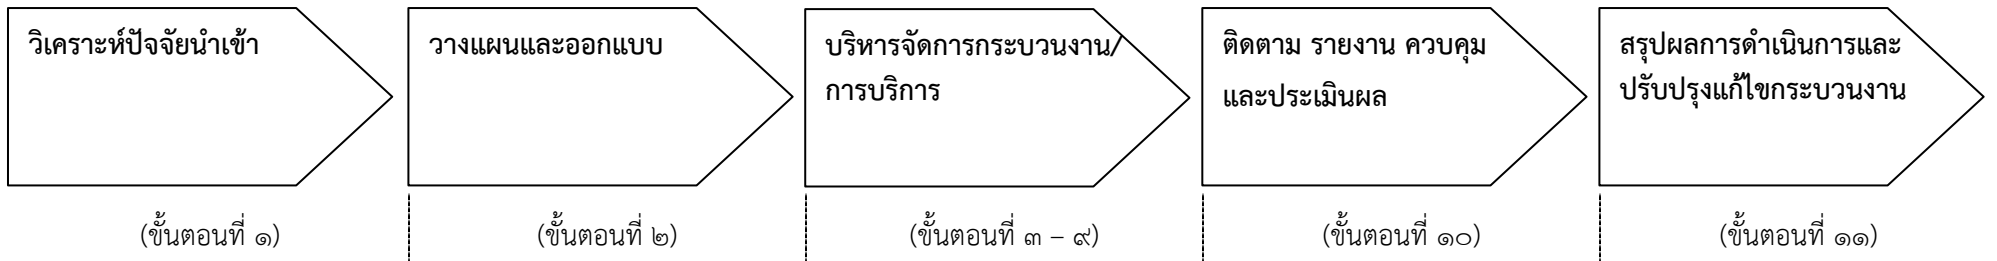 วิเคราะห์ปัจจัยนำเข้า
วางแผนและออกแบบ
บริหารจัดการกระบวนงาน/
การบริการ
ติดตาม รายงาน ควบคุม
และประเมินผล
สรุปผลการดำเนินการและ
ปรับปรุงแก้ไขกระบวนงาน
(ขั้นตอนที่ ๑)
(ขั้นตอนที่ ๒)
(ขั้นตอนที่ ๓ – ๙)
(ขั้นตอนที่ ๑๐)
(ขั้นตอนที่ ๑๑)